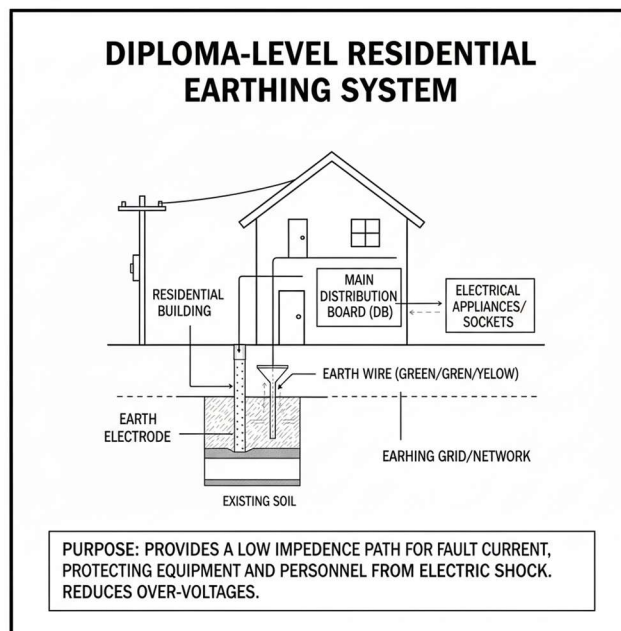 DIPLOMA-LEVEL RESIDENTIAL
EARTHING SYSTEM
RESIDENTIAL
BUILDING
MAIN
DISTRIBUTION
BOARD (DB)
ELECTRICAL
APPLIANCES/
SOCKETS
EARTH WIRE (GREEN/GREN/YELOW)
EARTH
ELECTRODE
EARHING GRID/NETWORK
EXISTING SOIL
PURPOSE: PROVIDES A LOW IMPEDENCE PATH FOR FAULT CURRENT,
PROTECTING EQUIPMENT AND PERSONNEL FROM ELECTRIC SHOCK.
REDUCES OVER-VOLTAGES.